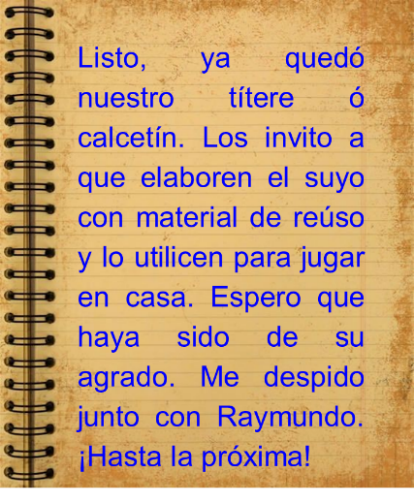 Listo, ya quedó
nuestro títere ó
calcetín. Los invito a
que elaboren el suyo
con material de reúso
y lo utilicen para jugar
en casa. Espero que
haya sido de su
agrado. Me despido
junto con Raymundo.
¡Hasta la próxima!